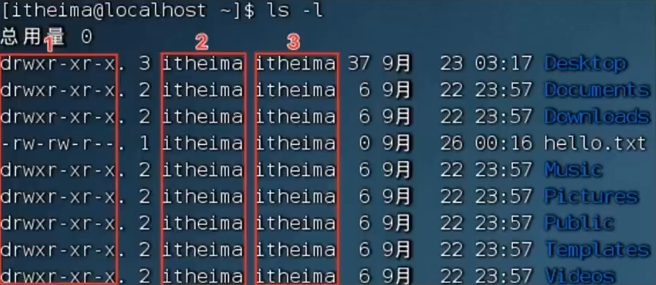 [itheima@localhost ~]$ ls -l
总用量 0
1 2 3
drwxr-xr-x. 3 itheima itheima 37 9月 23 03:17 Desktop
drwxr-xr-x. 2 itheima itheima 6 9月 22 23:57 Documents
drwxr-xr-x. 2 itheima itheima 6 9月 22 23:57 Downloads
-rw-rw-r--. 1 itheima itheima 0 9月 26 00:16 hello.txt
drwxr-xr-x. 2 itheima itheima 6 9月 22 23:57 Music
drwxr-xr-x. 2 itheima itheima 6 9月 22 23:57 Pictures
drwxr-xr-x. 2 itheima itheima 6 9月 22 23:57 Public
drwxr-xr-x. 2 itheima itheima 6 9月 22 23:57 Templates
drwxr-xr-x. 2 itheima itheima 6 9月 22 23:57 Videos